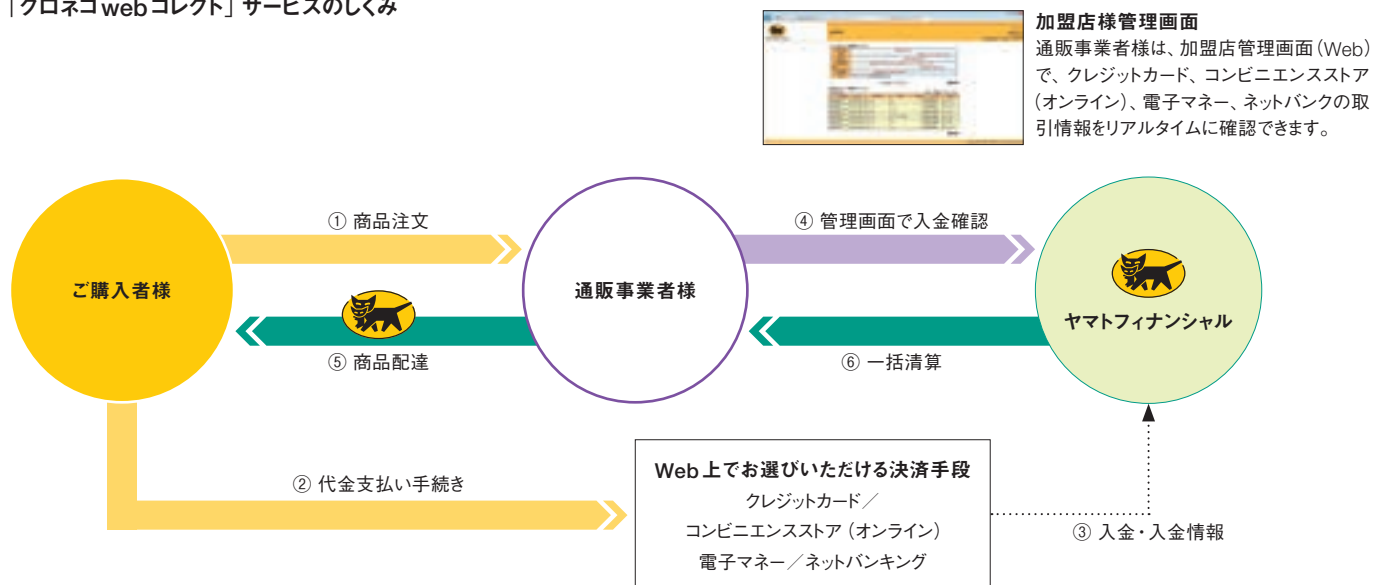 「クロネコwebコレクト」サービスのしくみ
加盟店様管理画面
通販事業者様は、加盟店管理画面(Web)
で、クレジットカード、コンビニエンスストア
(オンライン)、電子マネー、ネットバンクの取
引情報をリアルタイムに確認できます。
① 商品注文
④ 管理画面で入金確認
ご購入者様
通販事業者様
ヤマトフィナンシャル
⑤ 商品配達
⑥ 一括清算
② 代金支払い手続き
Web上でお選びいただける決済手段
クレジットカード／
コンビニエンスストア(オンライン)
電子マネー／ネットバンキング
③ 入金・入金情報